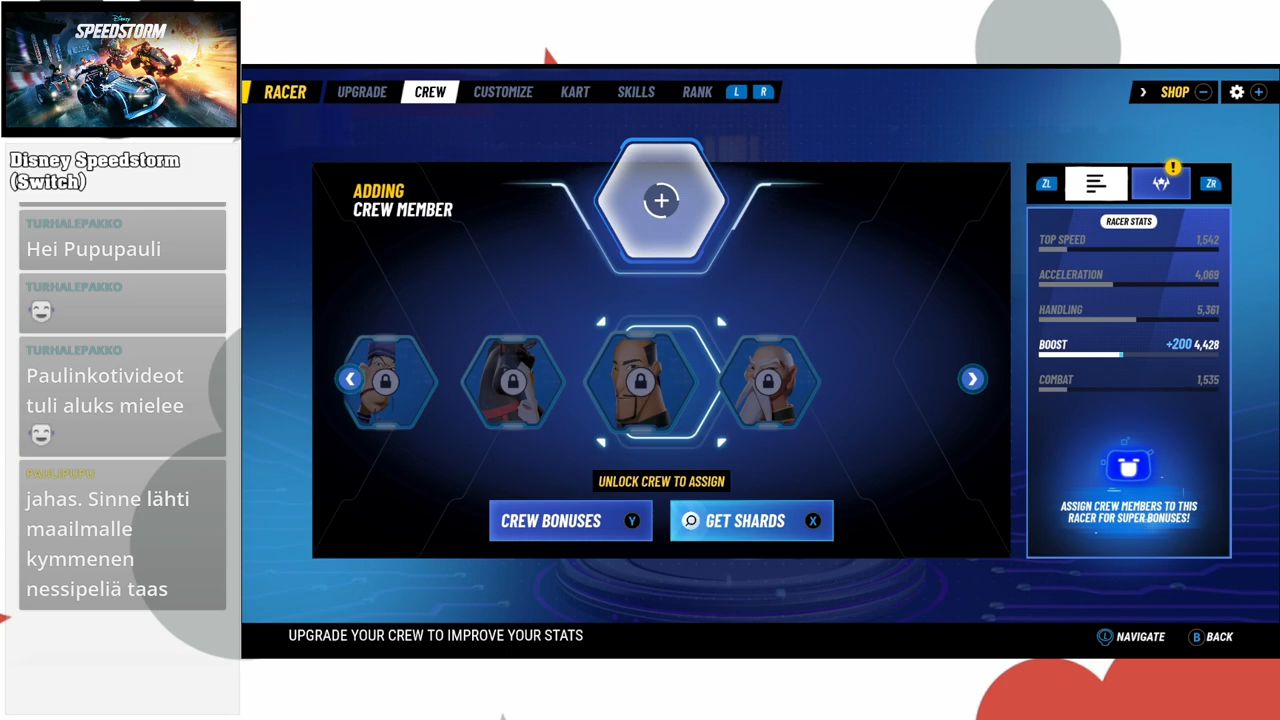 Disney
SPEEDSTORM
Disney Speedstorm
(Switch)
TURHALEPAKKO
Hei Pupupauli
TURHALEPAKKO
TURHALEPAKKO
Paulinkotivideot
tuli aluks mielee
PAULIPUPU
jahas. Sinne lähti
maailmalle
kymmenen
nessipeliä taas
RACER
UPGRADE
CREW
CUSTOMIZE
KART
SKILLS
RANK
L
R
SHOP
ADDING
CREW MEMBER
UNLOCK CREW TO ASSIGN
CREW BONUSES Y
GET SHARDS X
ZL
!
ZR
RACER STATS
TOP SPEED 1,542
ACCELERATION 4,069
HANDLING 5,361
BOOST +200 4,428
COMBAT 1,535
ASSIGN CREW MEMBERS TO THIS
RACER FOR SUPER BONUSES!
UPGRADE YOUR CREW TO IMPROVE YOUR STATS
L NAVIGATE
B BACK